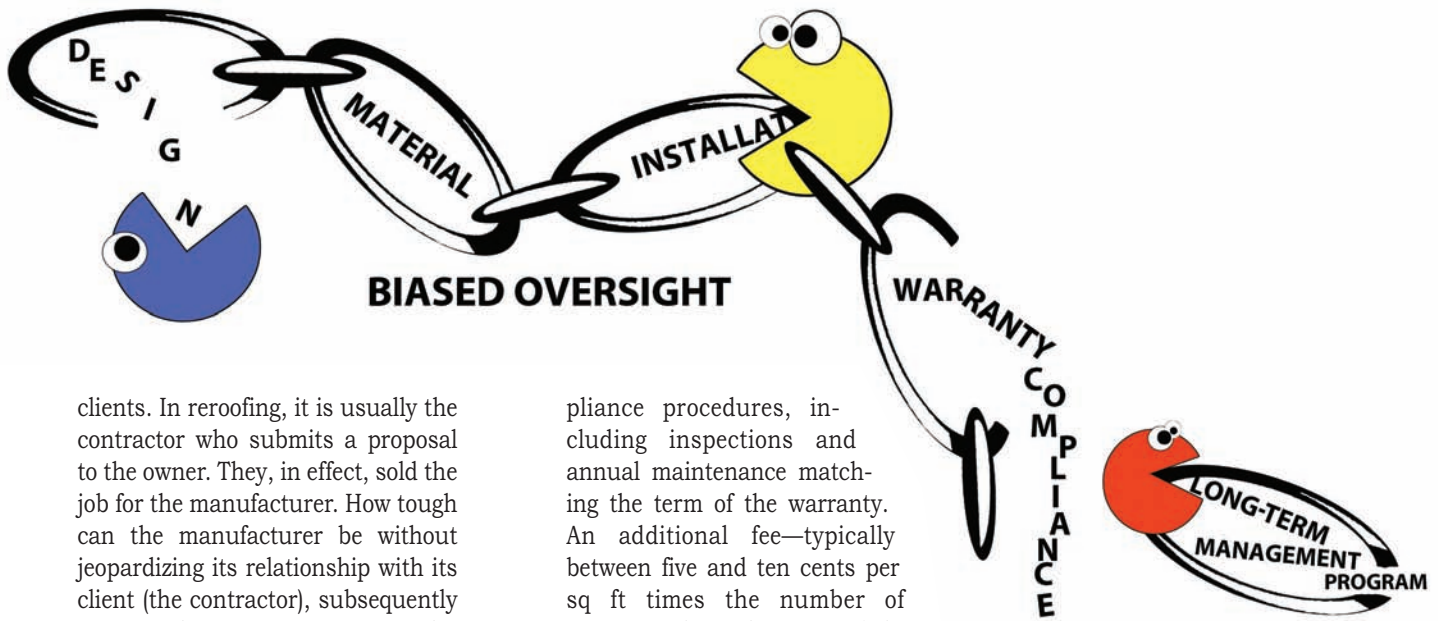 DESIGN
MATERIAL
INSTALLAT
BIASED OVERSIGHT
WARRANTY
COMPLIANCE
LONG-TERM
MANAGEMENT
PROGRAM
clients. In reroofing, it is usually the
contractor who submits a proposal
to the owner. They, in effect, sold the
job for the manufacturer. How tough
can the manufacturer be without
jeopardizing its relationship with its
client (the contractor), subsequently
pliance procedures, in-
cluding inspections and
annual maintenance match-
ing the term of the warranty.
An additional fee—typically
between five and ten cents per
sq ft times the number of